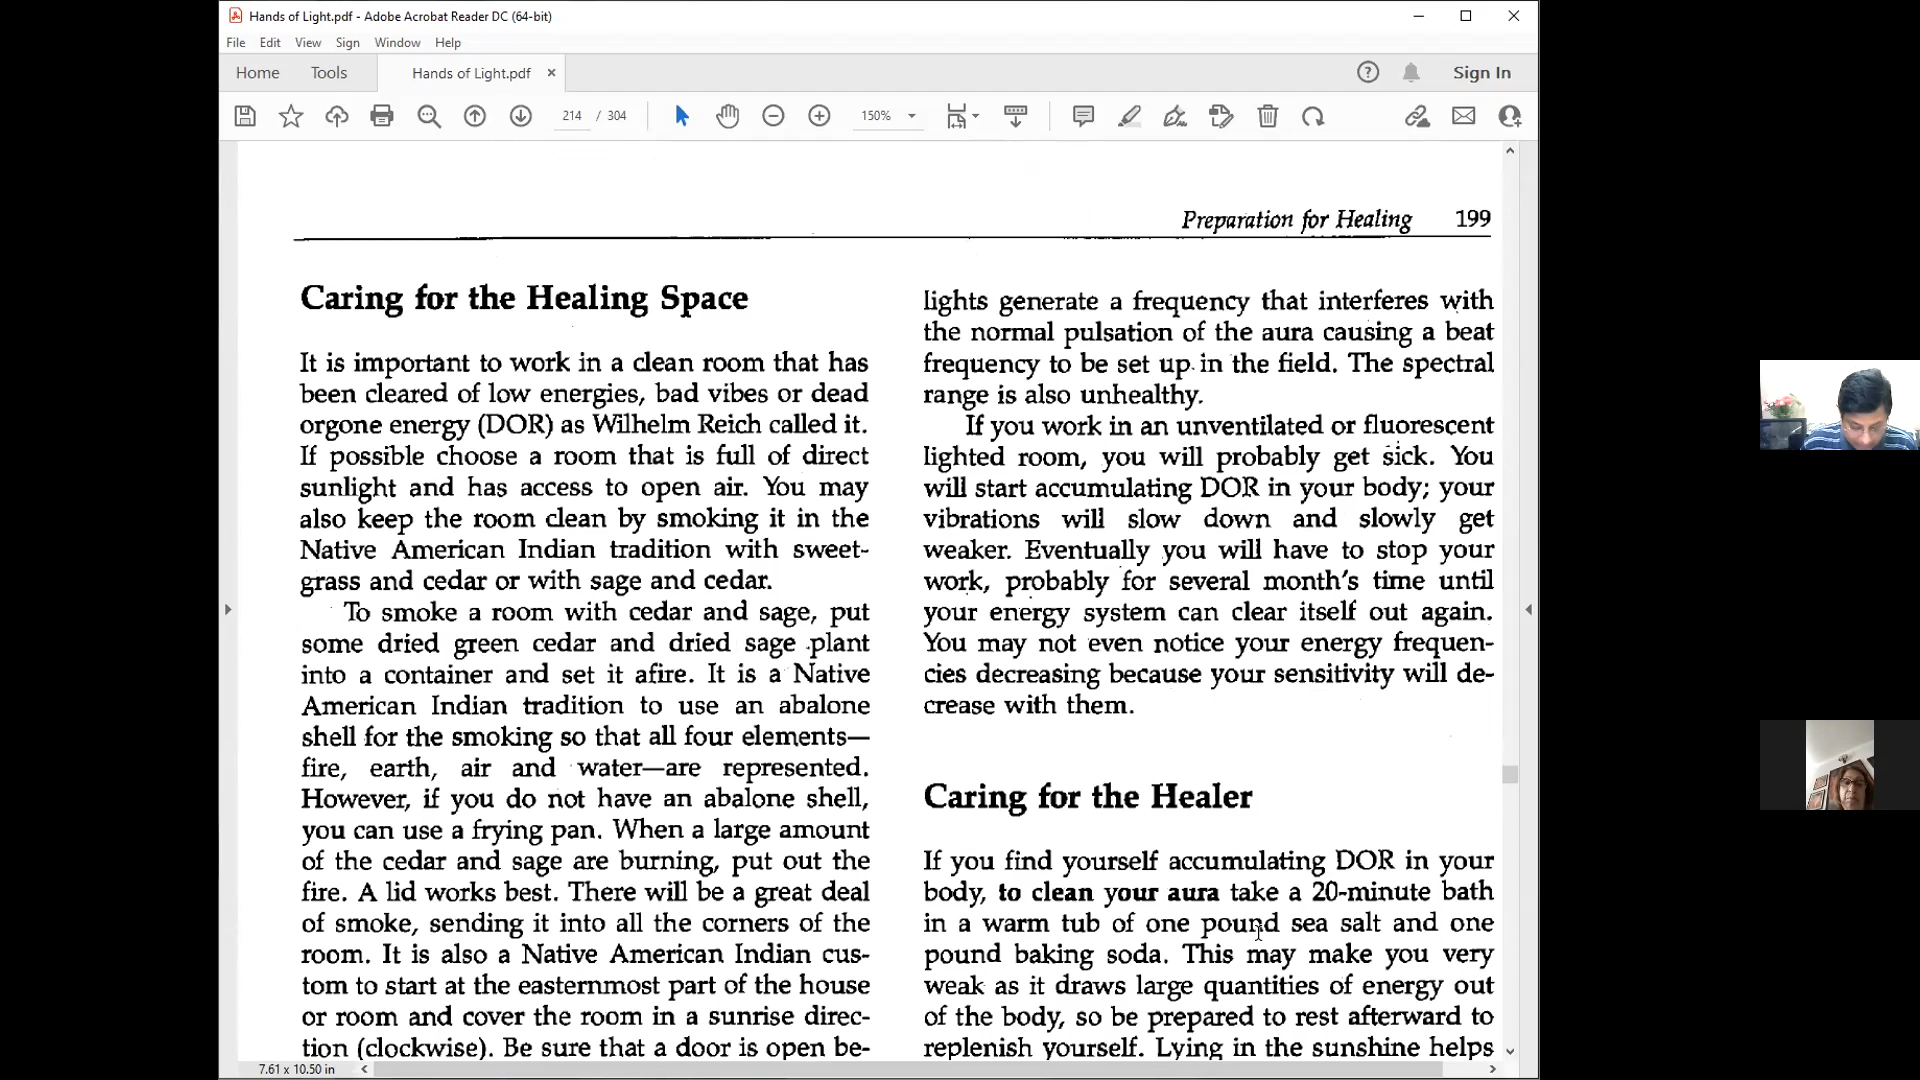 Hands of Light.pdf - Adobe Acrobat Reader DC (64-bit)
File Edit View Sign Window Help
Home Tools Hands of Light.pdf × Sign In
214 / 304 150%
Preparation for Healing 199
Caring for the Healing Space
It is important to work in a clean room that has
been cleared of low energies, bad vibes or dead
orgone energy (DOR) as Wilhelm Reich called it.
If possible choose a room that is full of direct
sunlight and has access to open air. You may
also keep the room clean by smoking it in the
Native American Indian tradition with sweet-
grass and cedar or with sage and cedar.
To smoke a room with cedar and sage, put
some dried green cedar and dried sage plant
into a container and set it afire. It is a Native
American Indian tradition to use an abalone
shell for the smoking so that all four elements—
fire, earth, air and water—are represented.
However, if you do not have an abalone shell,
you can use a frying pan. When a large amount
of the cedar and sage are burning, put out the
fire. A lid works best. There will be a great deal
of smoke, sending it into all the corners of the
room. It is also a Native American Indian cus-
tom to start at the easternmost part of the house
or room and cover the room in a sunrise direc-
tion (clockwise). Be sure that a door is open be-
lights generate a frequency that interferes with
the normal pulsation of the aura causing a beat
frequency to be set up in the field. The spectral
range is also unhealthy.
If you work in an unventilated or fluorescent
lighted room, you will probably get sick. You
will start accumulating DOR in your body; your
vibrations will slow down and slowly get
weaker. Eventually you will have to stop your
work, probably for several month's time until
your energy system can clear itself out again.
You may not even notice your energy frequen-
cies decreasing because your sensitivity will de-
crease with them.
Caring for the Healer
If you find yourself accumulating DOR in your
body, to clean your aura take a 20-minute bath
in a warm tub of one pound sea salt and one
pound baking soda. This may make you very
weak as it draws large quantities of energy out
of the body, so be prepared to rest afterward to
replenish yourself. Lying in the sunshine helps
7.61 x 10.50 in